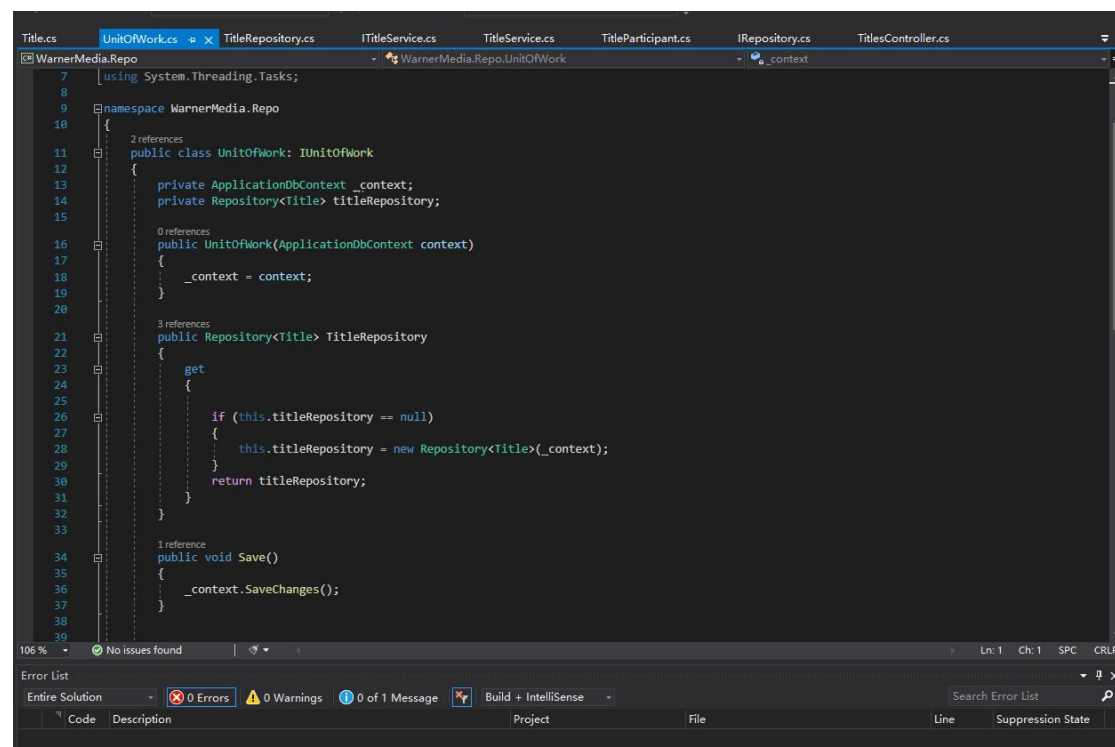 Title.cs UnitOfWork.cs TitleRepository.cs ITitleService.cs TitleService.cs TitleParticipant.cs IRepository.cs TitlesController.cs
C# WarnerMedia.Repo WarnerMedia.Repo.UnitOfWork _context
7 using System.Threading.Tasks;
8
9 namespace WarnerMedia.Repo
10 {
2 references
11 public class UnitOfWork: IUnitOfWork
12 {
13 private ApplicationDbContext _context;
14 private Repository<Title> titleRepository;
15
0 references
16 public UnitOfWork(ApplicationDbContext context)
17 {
18 _context = context;
19 }
20
3 references
21 public Repository<Title> TitleRepository
22 {
23 get
24 {
25
26 if (this.titleRepository == null)
27 {
28 this.titleRepository = new Repository<Title>(_context);
29 }
30 return titleRepository;
31 }
32 }
33
1 reference
34 public void Save()
35 {
36 _context.SaveChanges();
37 }
38
39
106 % No issues found Ln: 1 Ch: 1 SPC CRLF
Error List
Entire Solution 0 Errors 0 Warnings 0 of 1 Message Build + IntelliSense Search Error List
Code Description Project File Line Suppression State